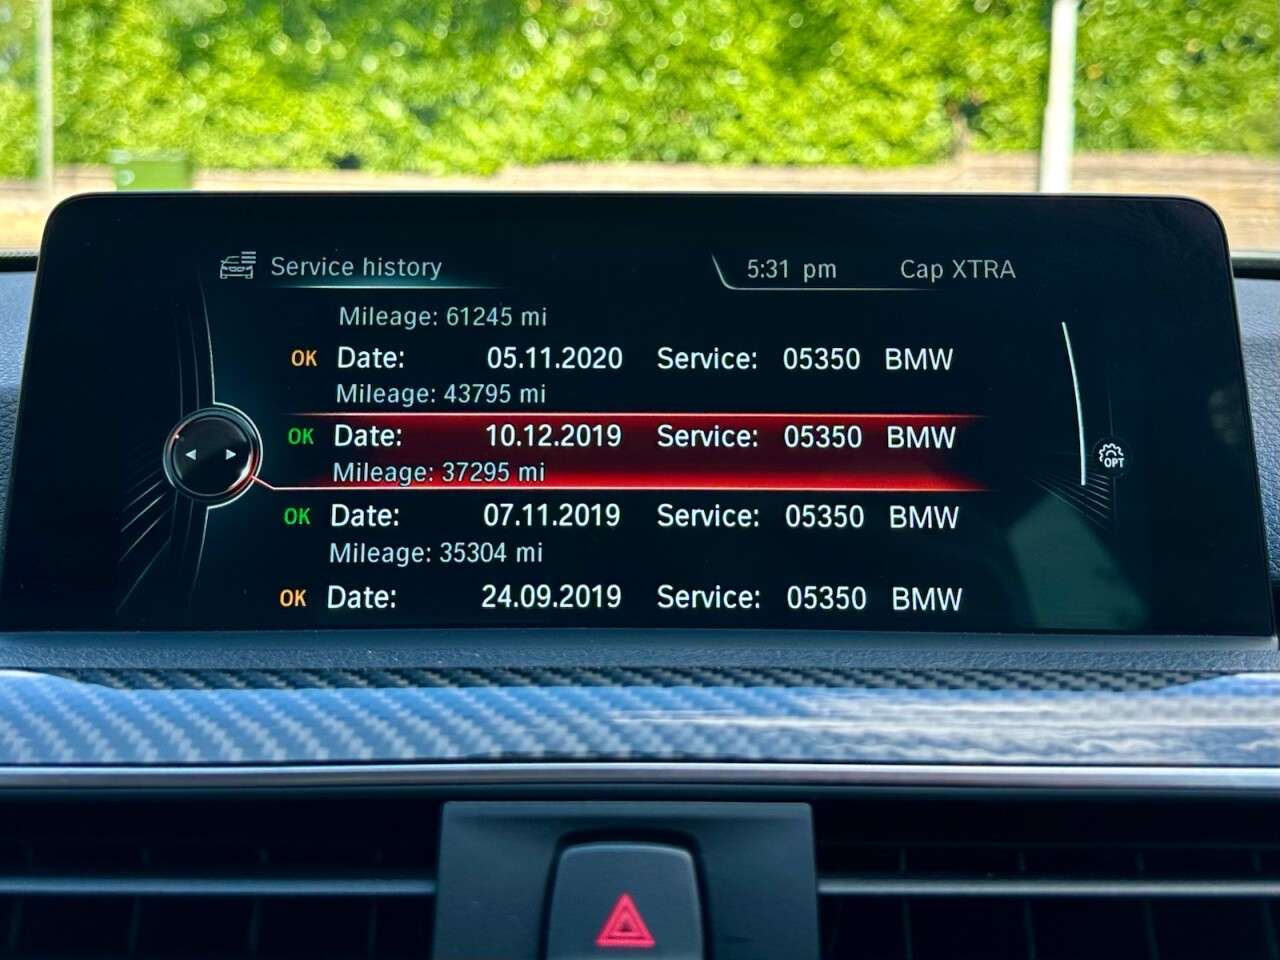 Service history 5:31 pm Cap XTRA
Mileage: 61245 mi
OK Date: 05.11.2020 Service: 05350 BMW
Mileage: 43795 mi
OK Date: 10.12.2019 Service: 05350 BMW
Mileage: 37295 mi
OPT
OK Date: 07.11.2019 Service: 05350 BMW
Mileage: 35304 mi
OK Date: 24.09.2019 Service: 05350 BMW